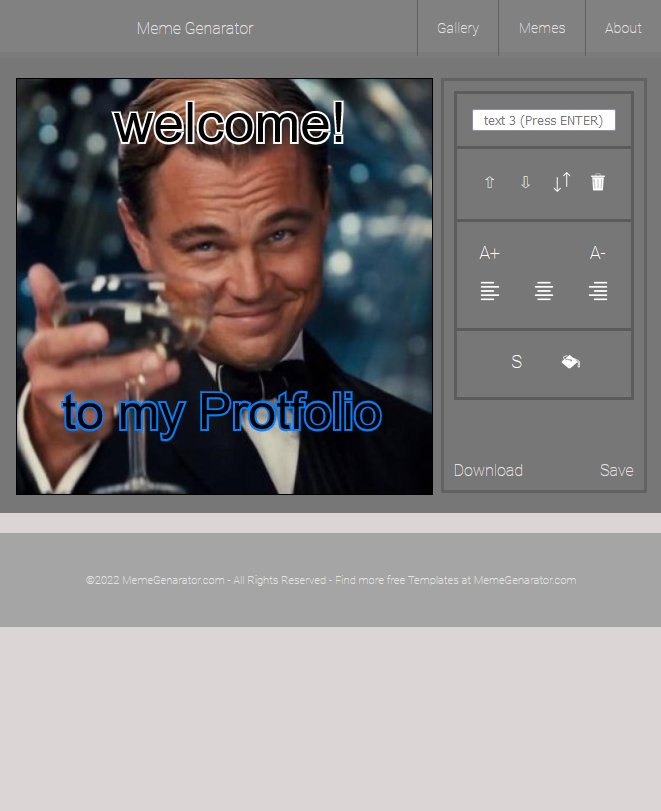 Meme Genarator
Gallery
Memes
About
welcome!
to my Protfolio
text 3 (Press ENTER)
A+
A-
S
Download
Save
©2022 MemeGenarator.com - All Rights Reserved - Find more free Templates at MemeGenarator.com